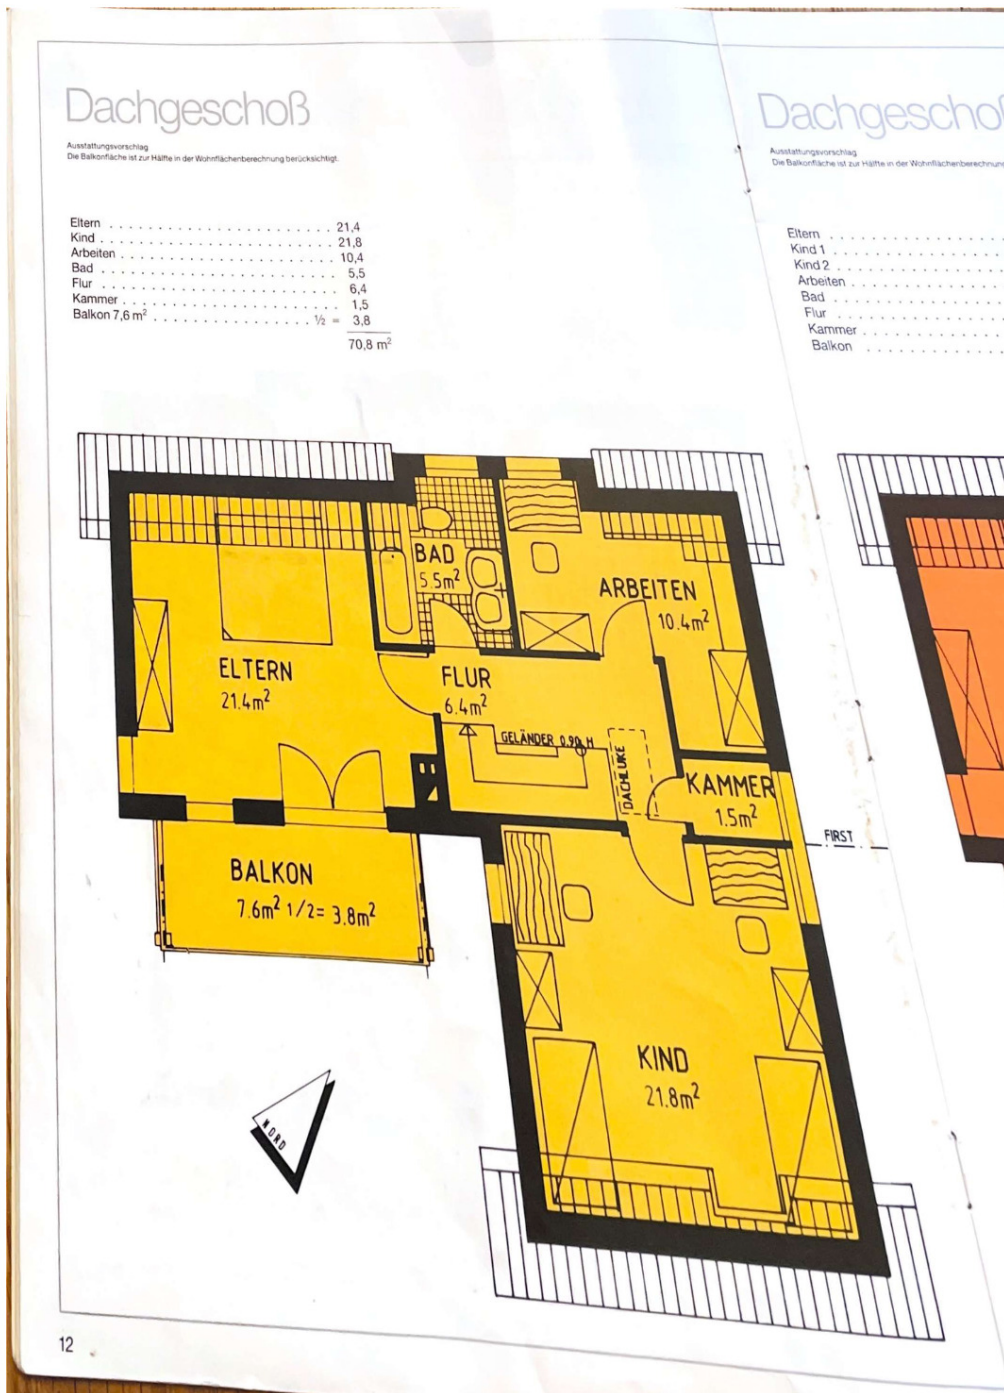 Dachgeschoß
Ausstattungsvorschlag
Die Balkonfläche ist zur Hälfte in der Wohnflächenberechnung berücksichtigt.
Eltern . . . . . . . . . . . . . . . . . . . . . . . . . . . 21,4
Kind . . . . . . . . . . . . . . . . . . . . . . . . . . . . 21,8
Arbeiten . . . . . . . . . . . . . . . . . . . . . . . . . 10,4
Bad . . . . . . . . . . . . . . . . . . . . . . . . . . . . 5,5
Flur . . . . . . . . . . . . . . . . . . . . . . . . . . . . 6,4
Kammer . . . . . . . . . . . . . . . . . . . . . . . . . 1,5
Balkon 7,6 m² . . . . . . . . . . . . . . . . . . . ½ = 3,8
70,8 m²
BAD
5.5m²
ARBEITEN
10.4m²
ELTERN
21.4m²
FLUR
6.4m²
GELÄNDER 0.90 H
DACHLUKE
KAMMER
1.5m²
FIRST
BALKON
7.6m² 1/2= 3.8m²
KIND
21.8m²
NORD
12
Dachgescho
Ausstattungsvorschlag
Die Balkonfläche ist zur Hälfte in der Wohnflächenberechnung
Eltern . . . . . . . . . . . . . . .
Kind 1 . . . . . . . . . . . . . . .
Kind 2 . . . . . . . . . . . . . . .
Arbeiten . . . . . . . . . . . . .
Bad . . . . . . . . . . . . . . . .
Flur . . . . . . . . . . . . . . . .
Kammer . . . . . . . . . . . . .
Balkon . . . . . . . . . . . . .